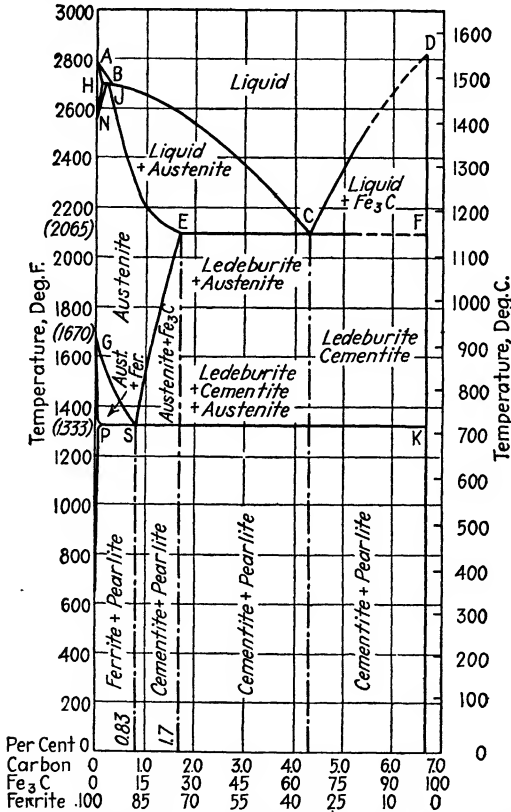 3000
2800
2600
2400
2200
(2065)
2000
1800
(1670)
1600
1400
(1333)
1200
1000
800
600
400
200
Temperature, Deg.F.
1600
1500
1400
1300
1200
1100
1000
900
800
700
600
500
400
300
200
100
0
Temperature, Deg.C.
A
H
B
J
N
D
Liquid
Liquid
+ Austenite
Liquid
+ Fe3C
C
E
F
Austenite
Ledeburite
+ Austenite
G
Aust.
+ Fer.
Austenite+Fe3C
Ledeburite
Cementite
Ledeburite
+ Cementite
+ Austenite
P
S
K
Ferrite + Pearlite
Cementite+ Pearlite
Cementite + Pearlite
Cementite + Pearlite
0.83
1.7
Per Cent 0
Carbon 0 1.0 2.0 3.0 4.0 5.0 6.0 7.0
Fe3C 0 15 30 45 60 75 90 100
Ferrite .100 85 70 55 40 25 10 0